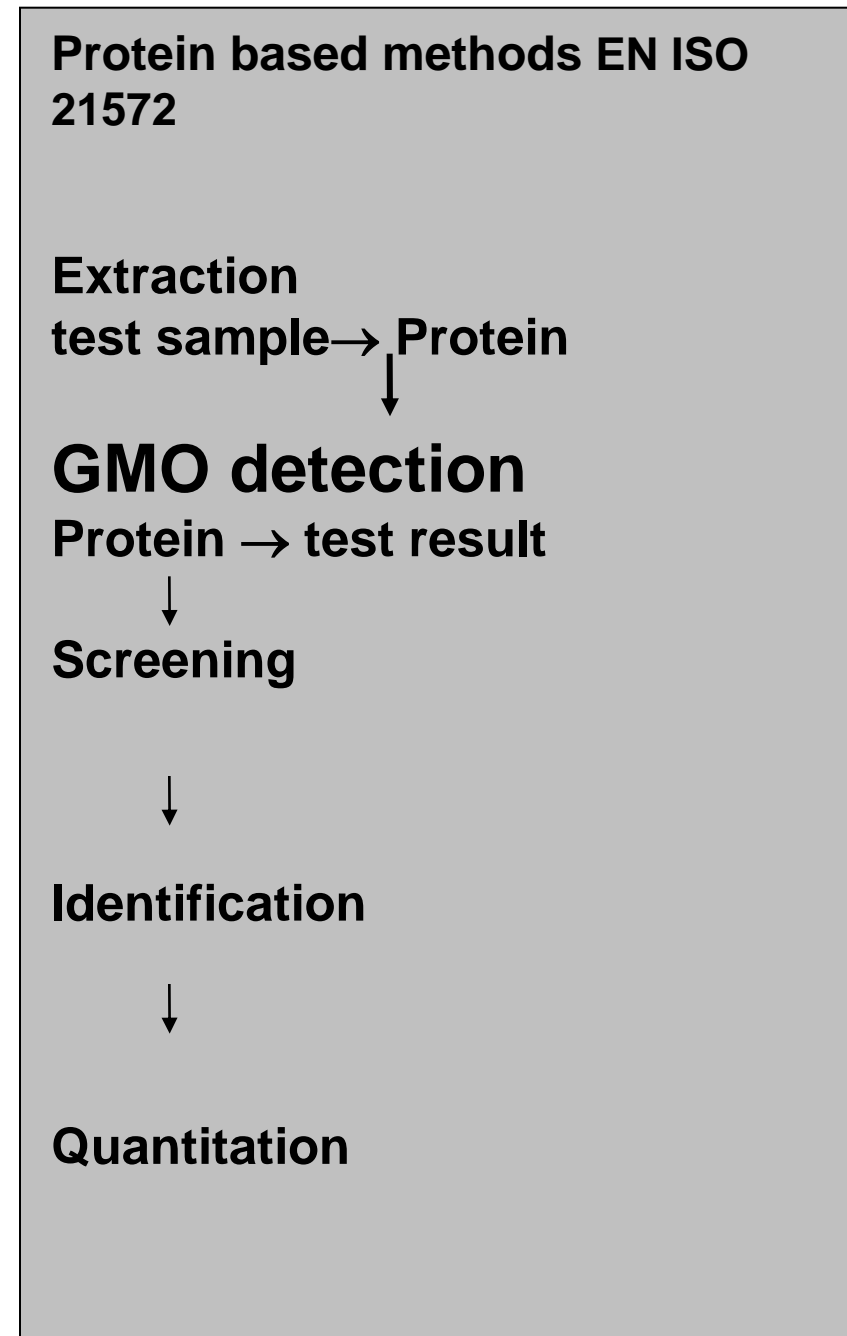 Protein based methods EN ISO
21572
Extraction
test sample→ Protein
GMO detection
Protein → test result
Screening
Identification
Quantitation